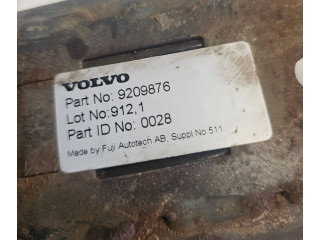 VOLVO
Part No: 9209876
Lot No:912,1
Part ID No: 0028
Made by Fuji Autotech AB, Suppl No 511